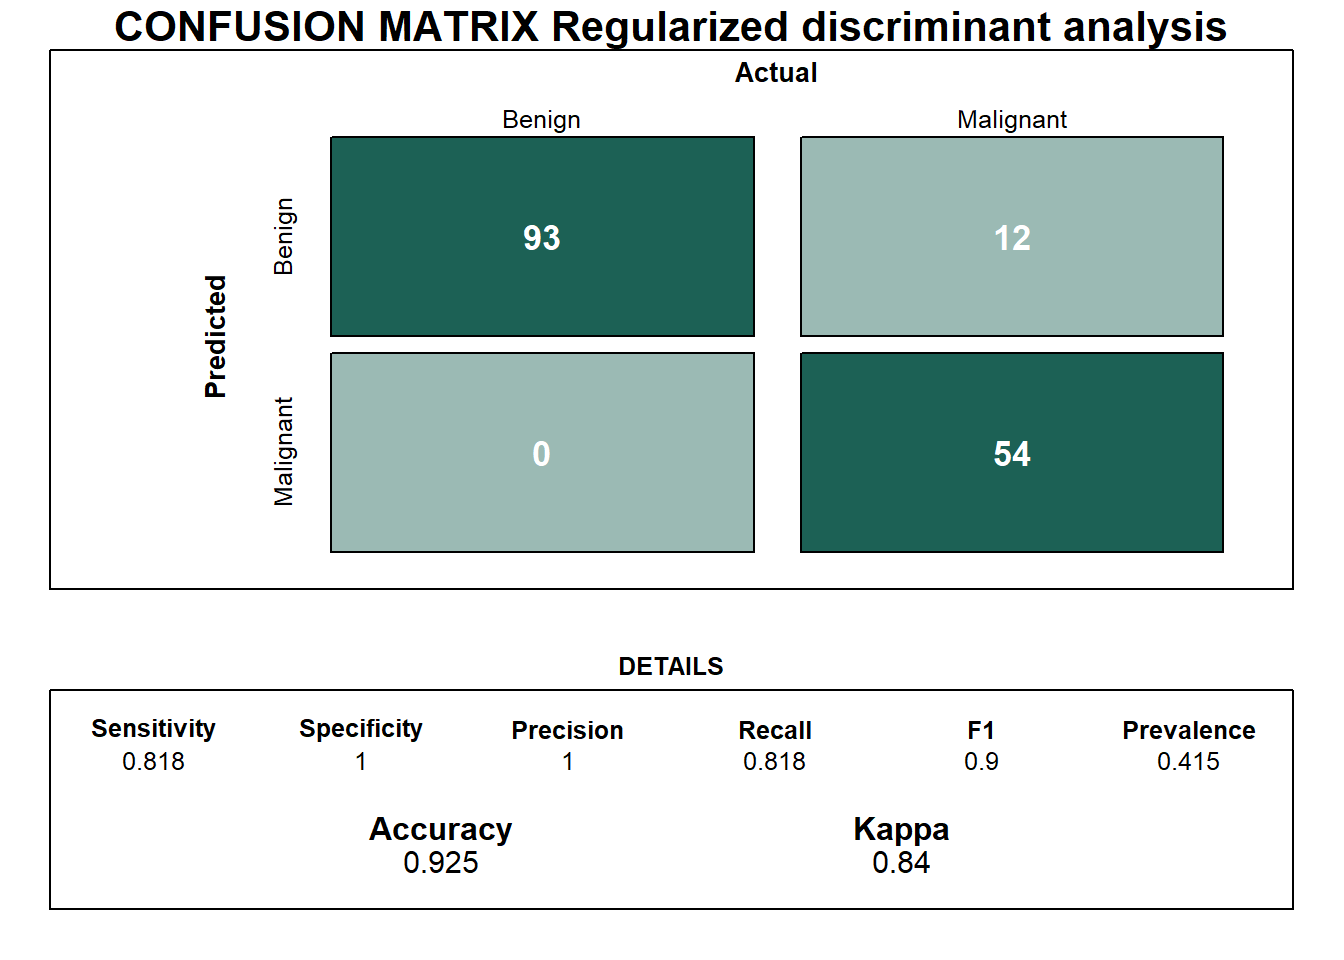 CONFUSION MATRIX Regularized discriminant analysis
Actual
Benign Malignant
Predicted
Benign
93 12
Malignant
0 54
DETAILS
Sensitivity Specificity Precision Recall F1 Prevalence
0.818 1 1 0.818 0.9 0.415
Accuracy Kappa
0.925 0.84